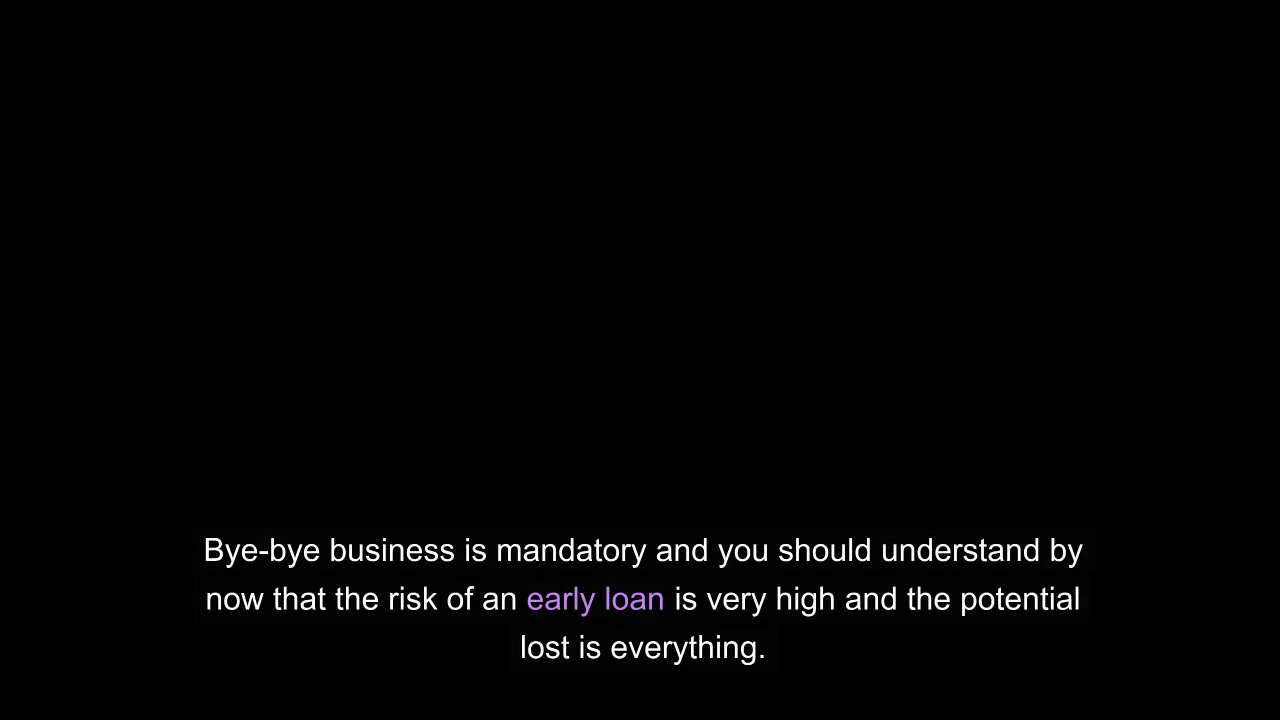 Bye-bye business is mandatory and you should understand by
now that the risk of an early loan is very high and the potential
lost is everything.